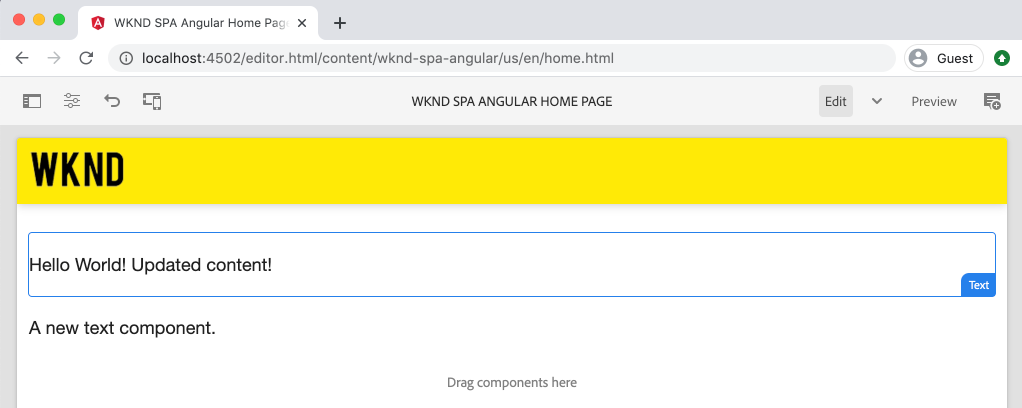 WKND SPA Angular Home Pag
localhost:4502/editor.html/content/wknd-spa-angular/us/en/home.html
Guest
WKND SPA ANGULAR HOME PAGE
Edit
Preview
WKND
Hello World! Updated content!
Text
A new text component.
Drag components here